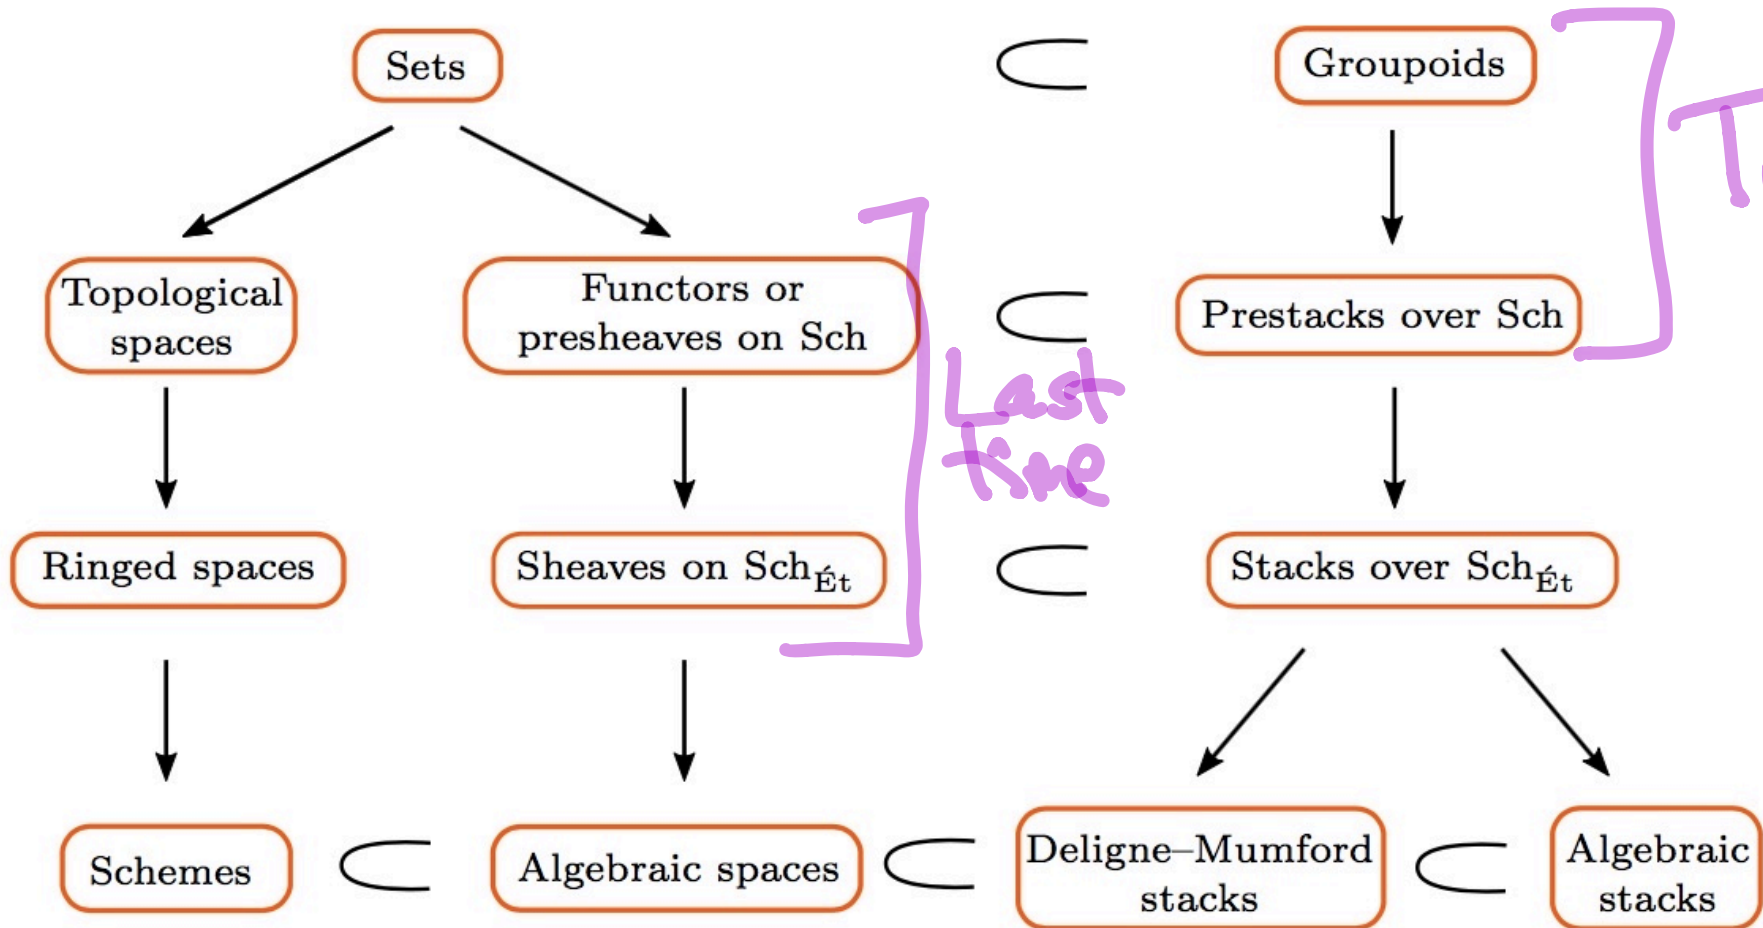 Sets
Groupoids
Topological
spaces
Functors or
presheaves on Sch
Prestacks over Sch
Last
Time
Ringed spaces
Sheaves on Sch_Ét
Stacks over Sch_Ét
Schemes
Algebraic spaces
Deligne–Mumford
stacks
Algebraic
stacks